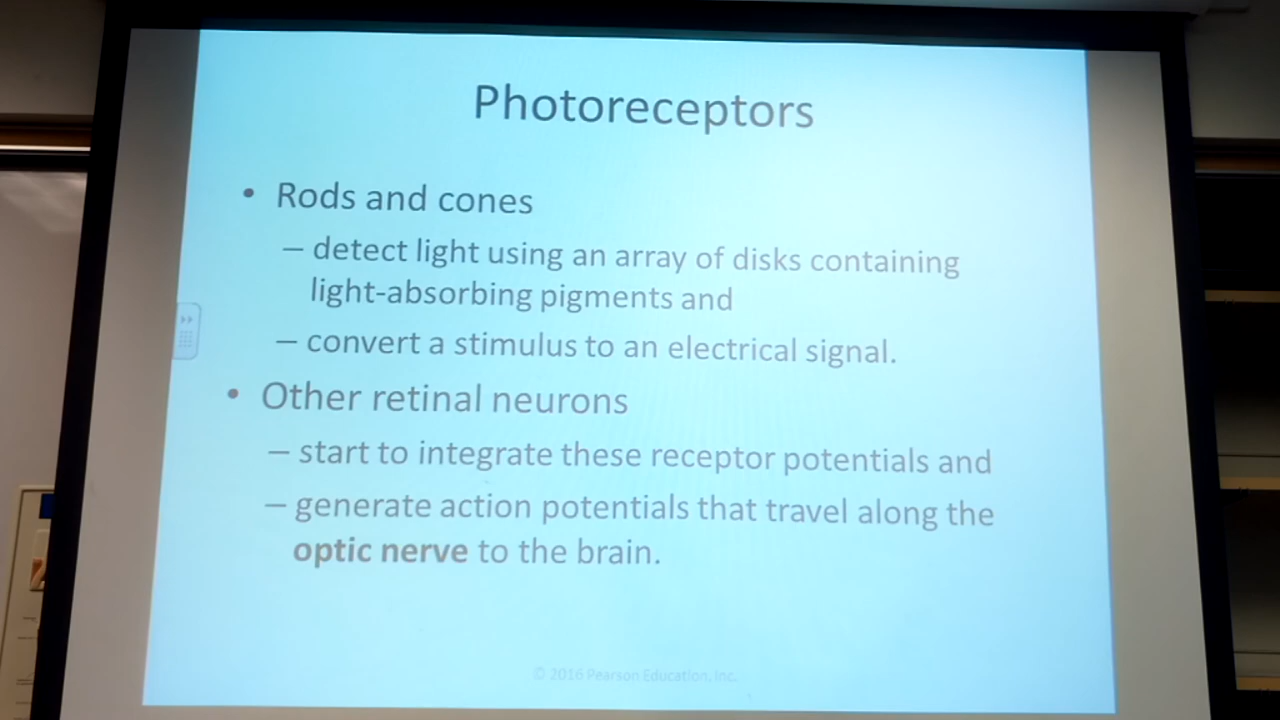 Photoreceptors
• Rods and cones
– detect light using an array of disks containing
light-absorbing pigments and
– convert a stimulus to an electrical signal.
• Other retinal neurons
– start to integrate these receptor potentials and
– generate action potentials that travel along the
optic nerve to the brain.
© 2016 Pearson Education, Inc.